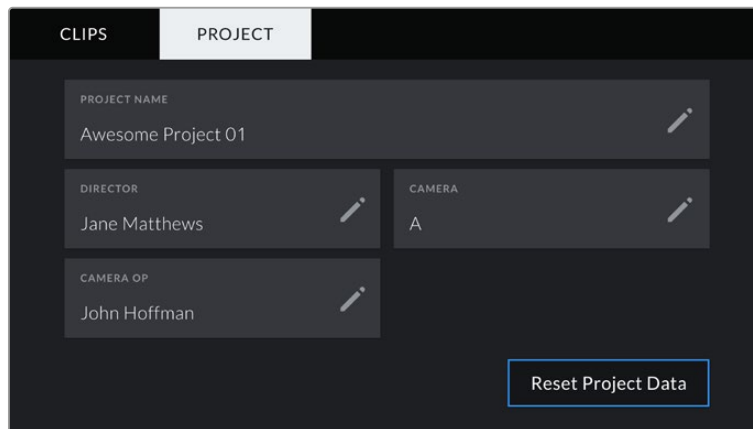 CLIPS PROJECT
PROJECT NAME
Awesome Project 01
DIRECTOR
Jane Matthews
CAMERA
A
CAMERA OP
John Hoffman
Reset Project Data